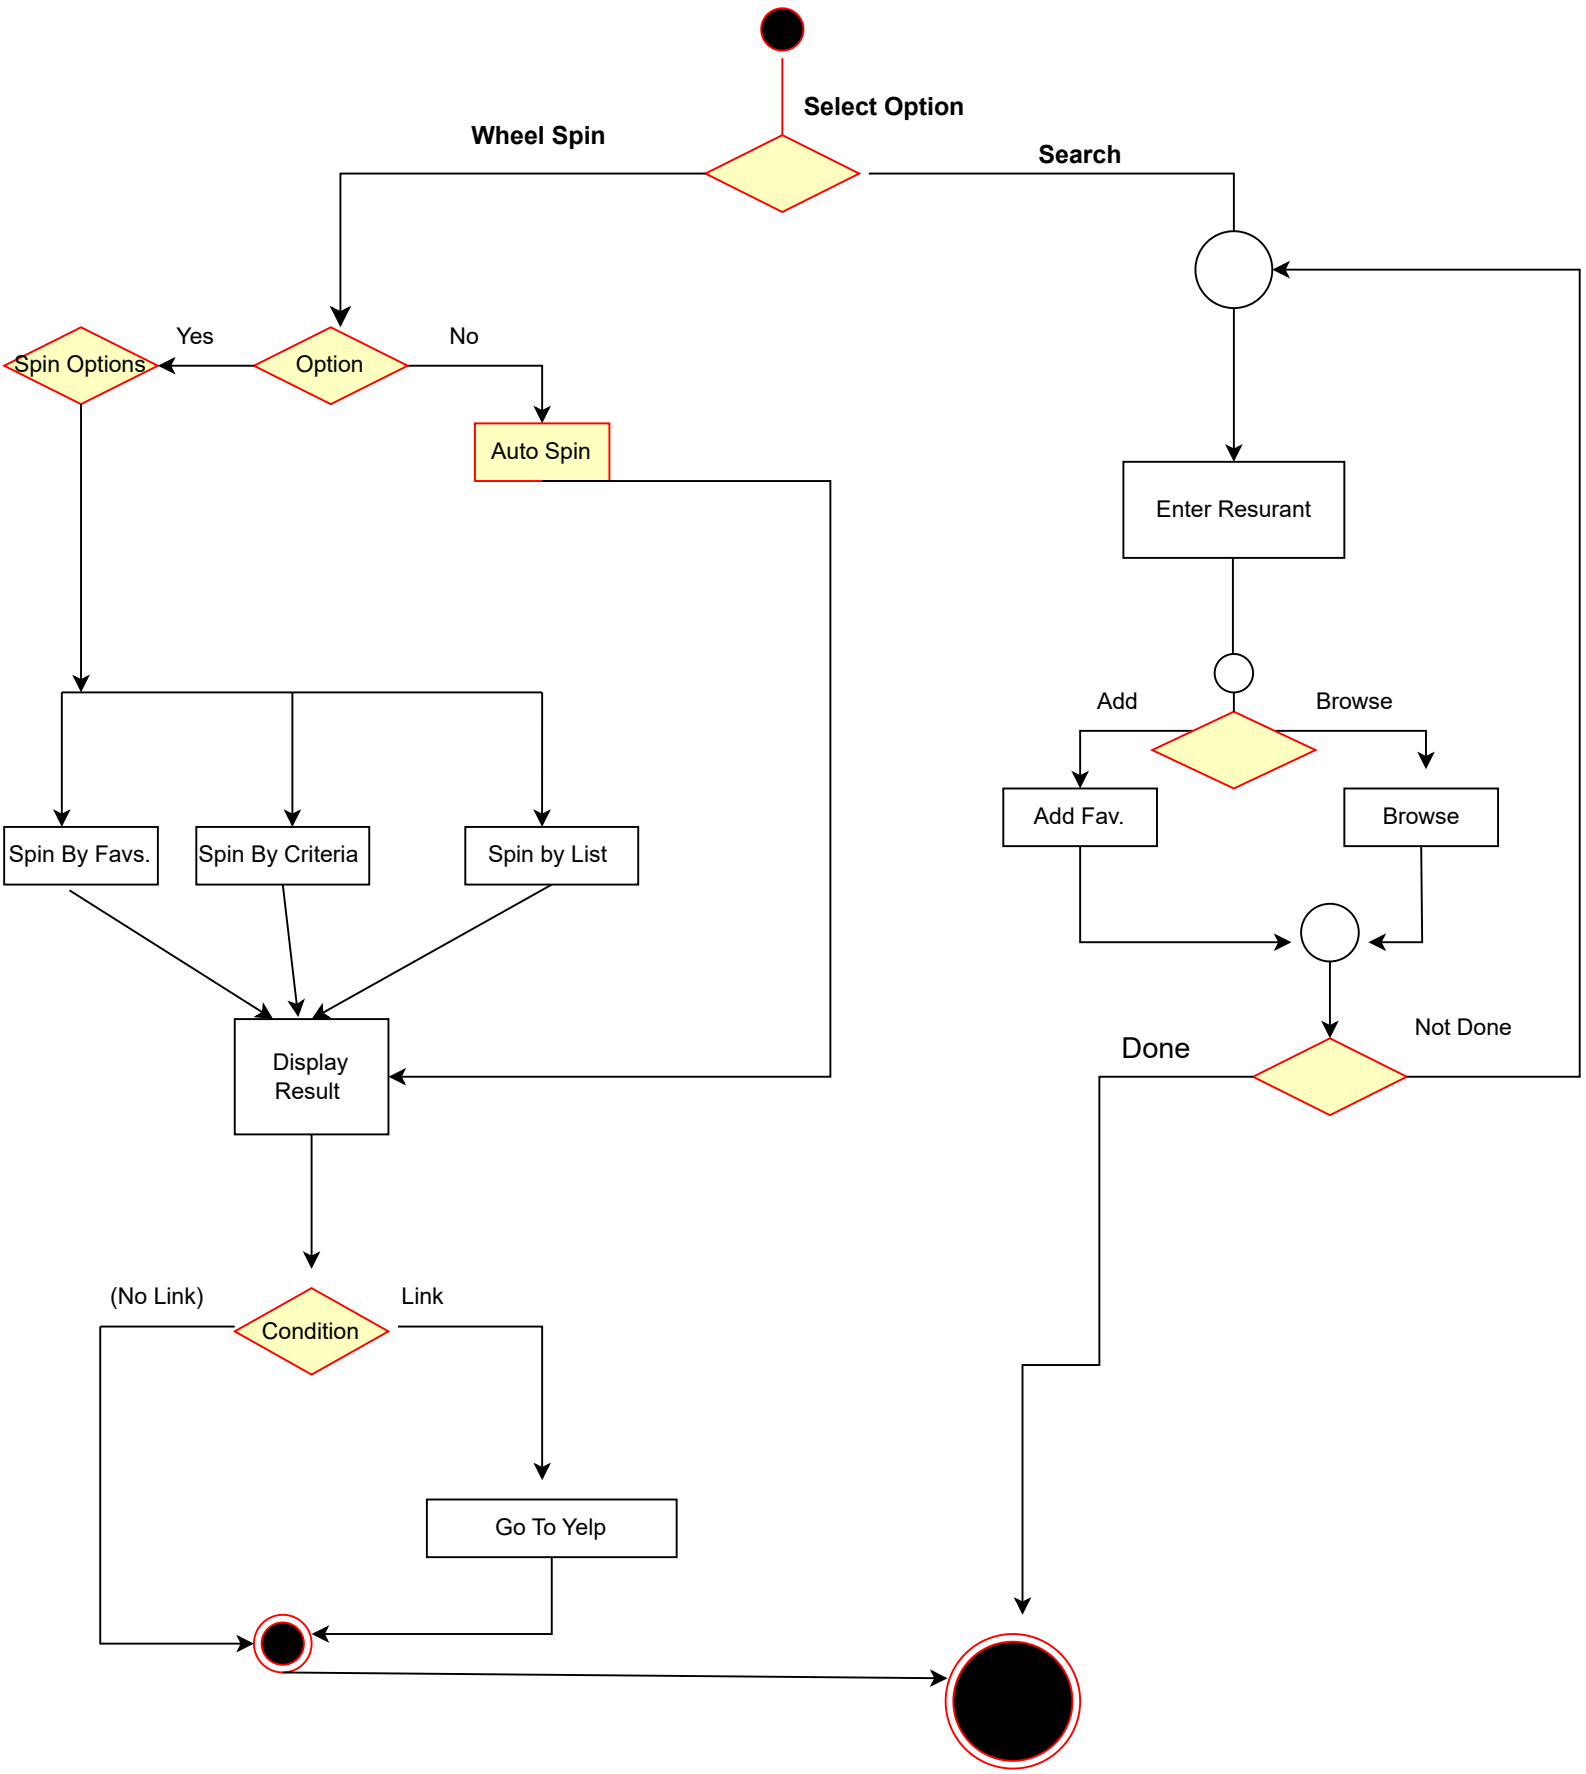 Select Option
Wheel Spin
Search
Yes
No
Spin Options
Option
Auto Spin
Enter Resurant
Add
Browse
Add Fav.
Browse
Spin By Favs.
Spin By Criteria
Spin by List
Display
Result
Done
Not Done
(No Link)
Link
Condition
Go To Yelp